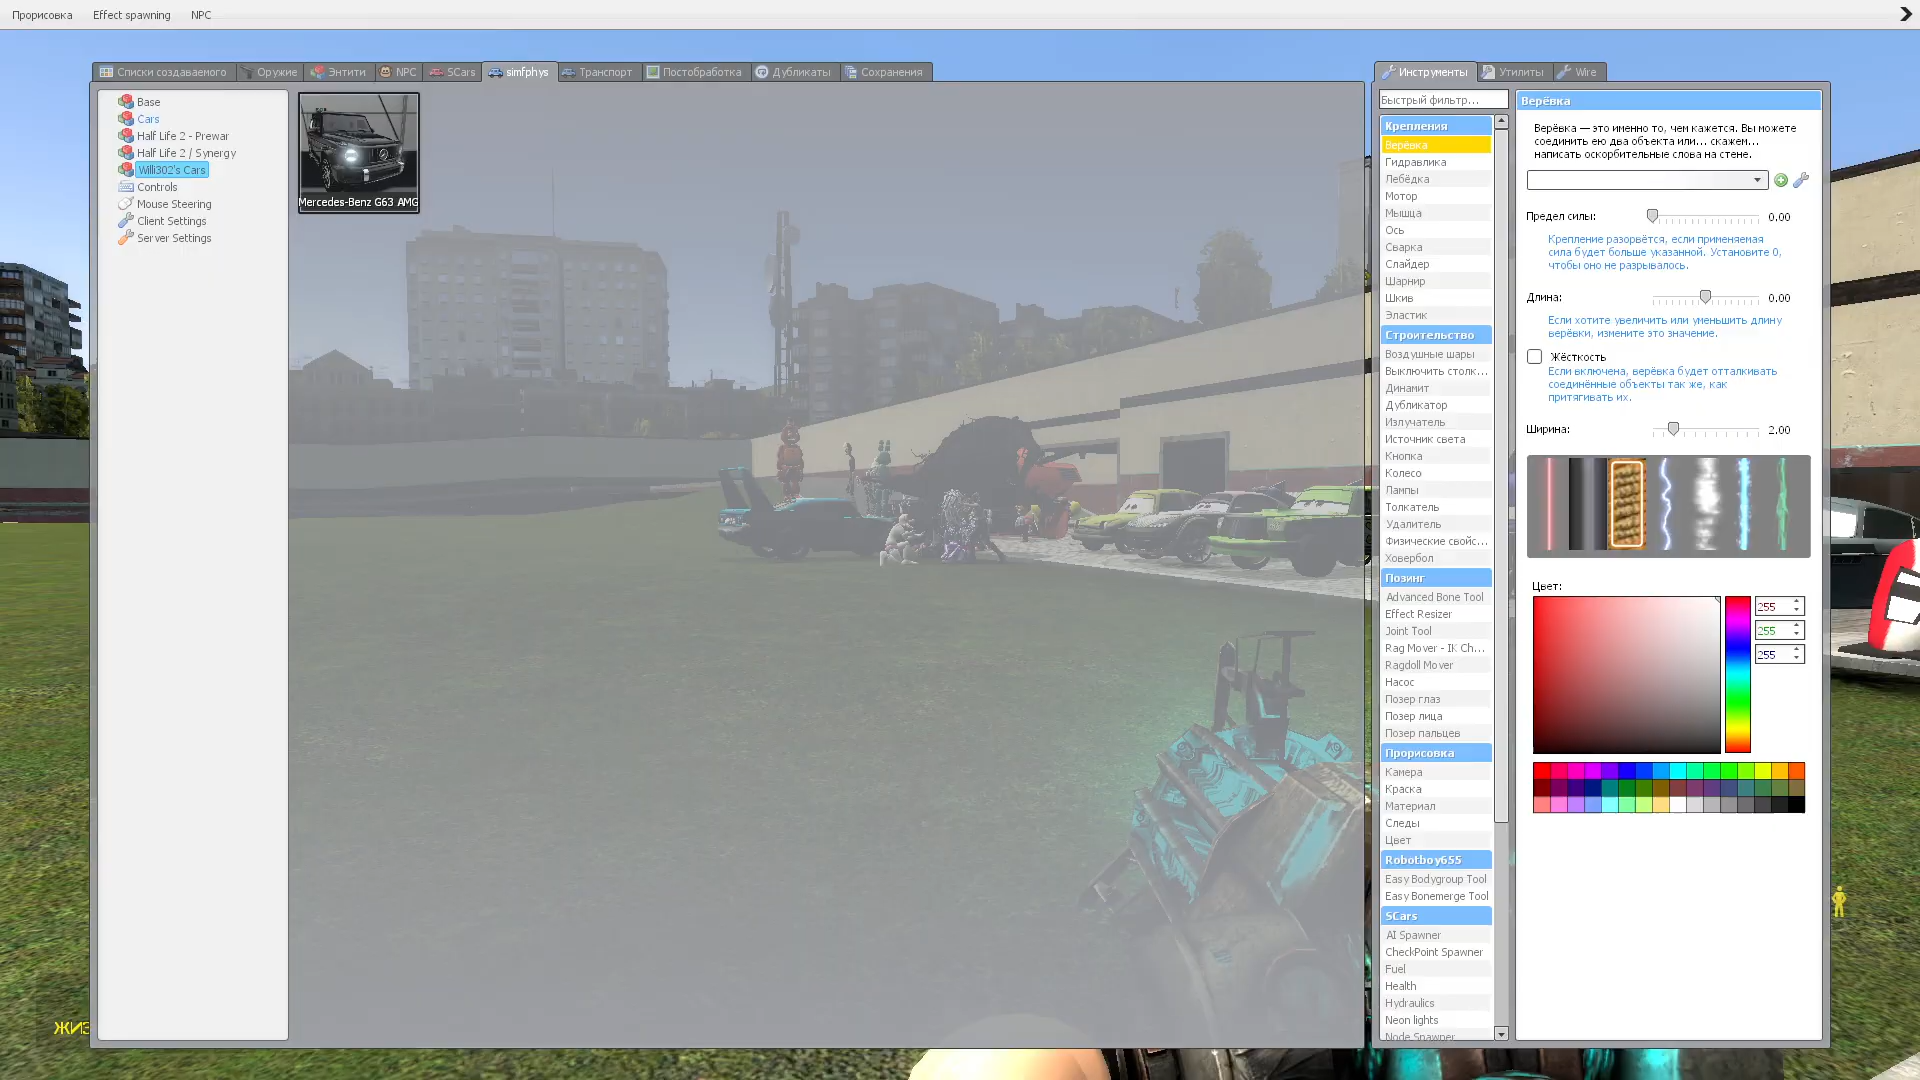 Прорисовка Effect spawning NPC
Списки создаваемого Оружие Энтити NPC SCars simfphys Транспорт Постобработка Дубликаты Сохранения
Base
Cars
Half Life 2 - Prewar
Half Life 2 / Synergy
Willi302's Cars
Controls
Mouse Steering
Client Settings
Server Settings
Mercedes-Benz G63 AMG
Инструменты Утилиты Wire
Быстрый фильтр...
Крепления
Верёвка
Гидравлика
Лебёдка
Мотор
Мышца
Ось
Сварка
Слайдер
Шарнир
Шкив
Эластик
Строительство
Воздушные шары
Выключить столк...
Динамит
Дубликатор
Излучатель
Источник света
Кнопка
Колесо
Лампы
Толкатель
Удалитель
Физические свойс...
Ховербол
Позинг
Advanced Bone Tool
Effect Resizer
Joint Tool
Rag Mover - IK Ch...
Ragdoll Mover
Насос
Позер глаз
Позер лица
Позер пальцев
Прорисовка
Камера
Краска
Материал
Следы
Цвет
Robotboy655
Easy Bodygroup Tool
Easy Bonemerge Tool
SCars
AI Spawner
CheckPoint Spawner
Fuel
Health
Hydraulics
Neon lights
Node Spawner
Верёвка
Верёвка — это именно то, чем кажется. Вы можете
соединить ею два объекта или... скажем...
написать оскорбительные слова на стене.
Предел силы: 0.00
Крепление разорвётся, если применяемая
сила будет больше указанной. Установите 0,
чтобы оно не разрывалось.
Длина: 0.00
Если хотите увеличить или уменьшить длину
верёвки, измените это значение.
Жёсткость
Если включена, верёвка будет отталкивать
соединённые объекты так же, как
притягивать их.
Ширина: 2.00
Цвет:
255
255
255
ЖИЗ